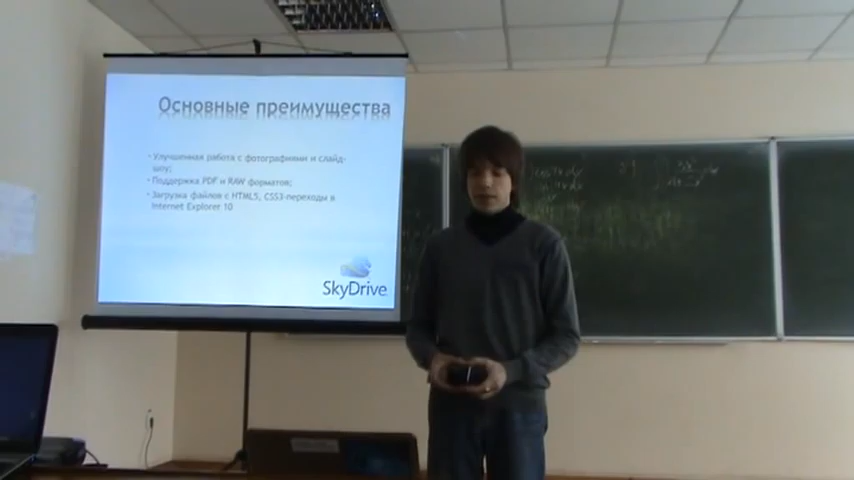 Основные преимущества
• Улучшенная работа с фотографиями и слайд-
шоу;
• Поддержка PDF и RAW форматов;
• Загрузка файлов с HTML5, CSS3-переходы в
Internet Explorer 10
SkyDrive